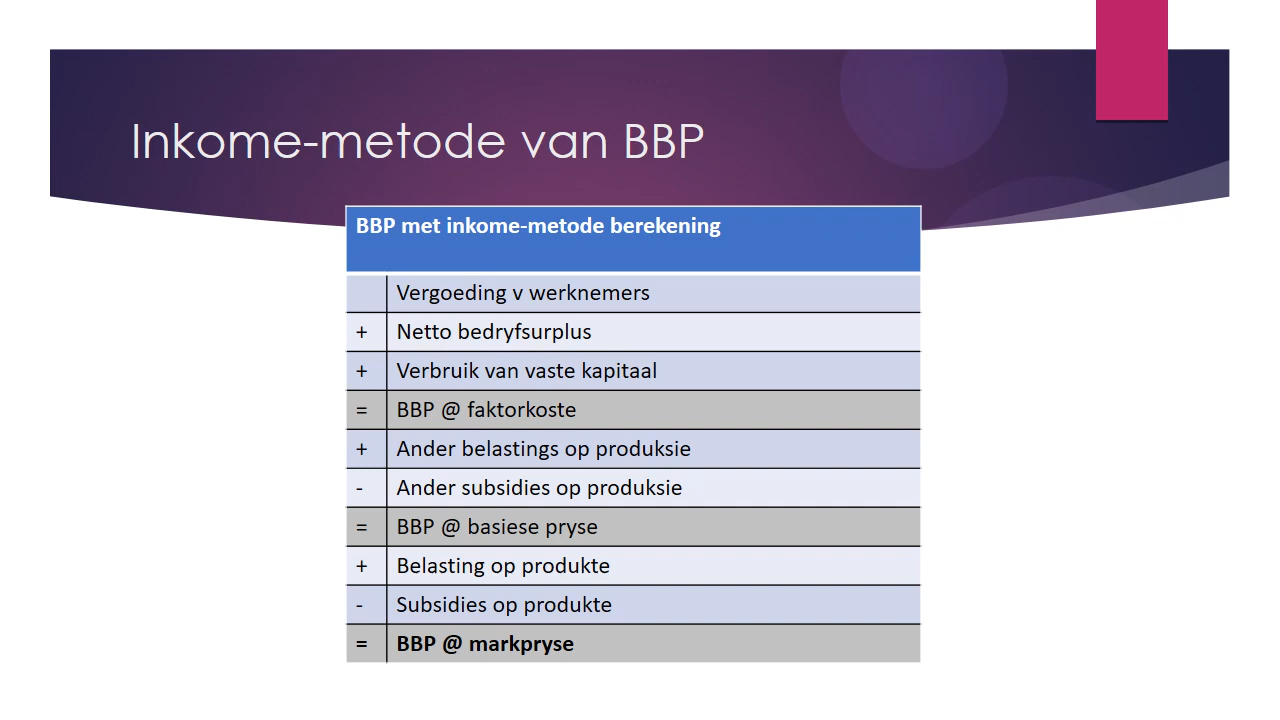 Inkome-metode van BBP
BBP met inkome-metode berekening
Vergoeding v werknemers
+ Netto bedryfsurplus
+ Verbruik van vaste kapitaal
= BBP @ faktorkoste
+ Ander belastings op produksie
- Ander subsidies op produksie
= BBP @ basiese pryse
+ Belasting op produkte
- Subsidies op produkte
= BBP @ markpryse